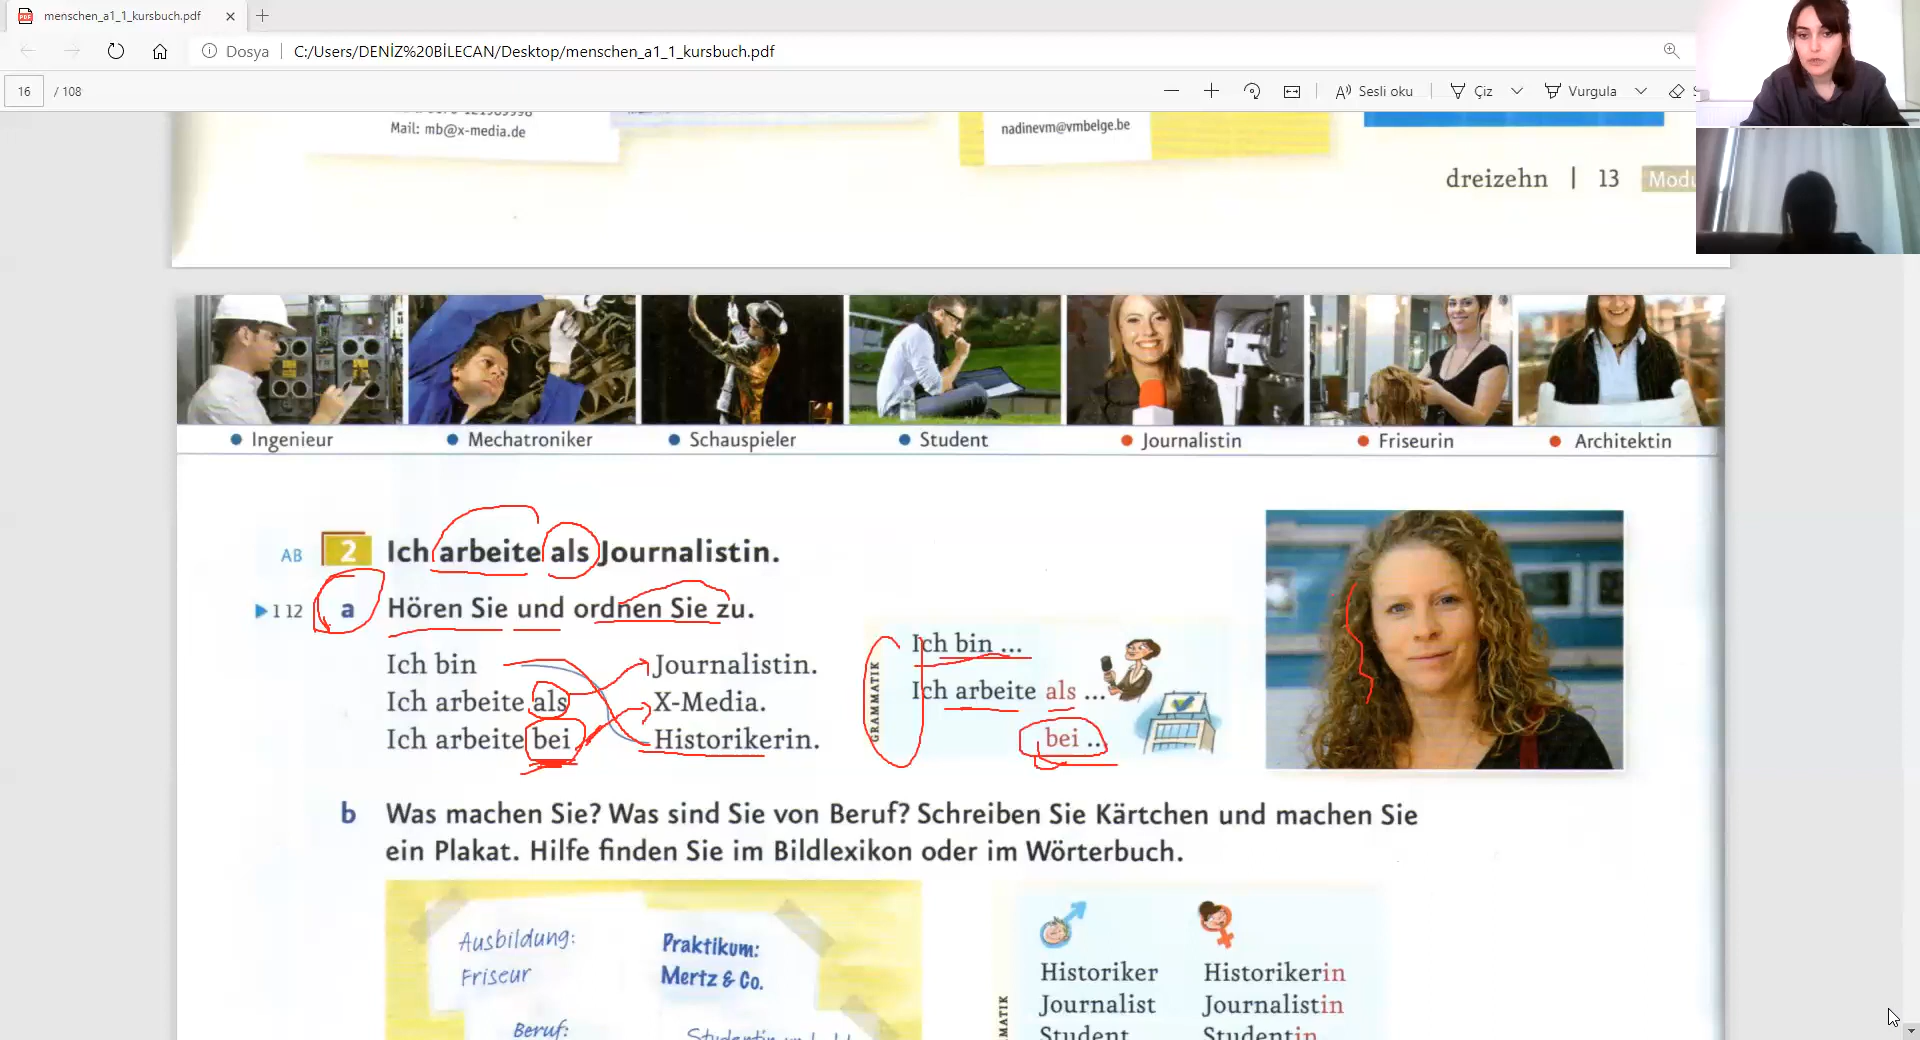 menschen_a1_1_kursbuch.pdf
Dosya C:/Users/DENİZ%20BİLECAN/Desktop/menschen_a1_1_kursbuch.pdf
16 / 108 Sesli oku Çiz Vurgula
Mail: mb@x-media.de
nadinevm@vmbelge.be
dreizehn | 13 Modu
Ingenieur Mechatroniker Schauspieler Student Journalistin Friseurin Architektin
AB 2 Ich arbeite als Journalistin.
1 12 a Hören Sie und ordnen Sie zu.
Ich bin Journalistin.
Ich arbeite als X-Media.
Ich arbeite bei Historikerin.
GRAMMATIK
Ich bin ...
Ich arbeite als ...
bei ...
b Was machen Sie? Was sind Sie von Beruf? Schreiben Sie Kärtchen und machen Sie
ein Plakat. Hilfe finden Sie im Bildlexikon oder im Wörterbuch.
Ausbildung:
Friseur
Praktikum:
Mertz & Co.
Beruf:
Historiker Historikerin
Journalist Journalistin
Student Studentin